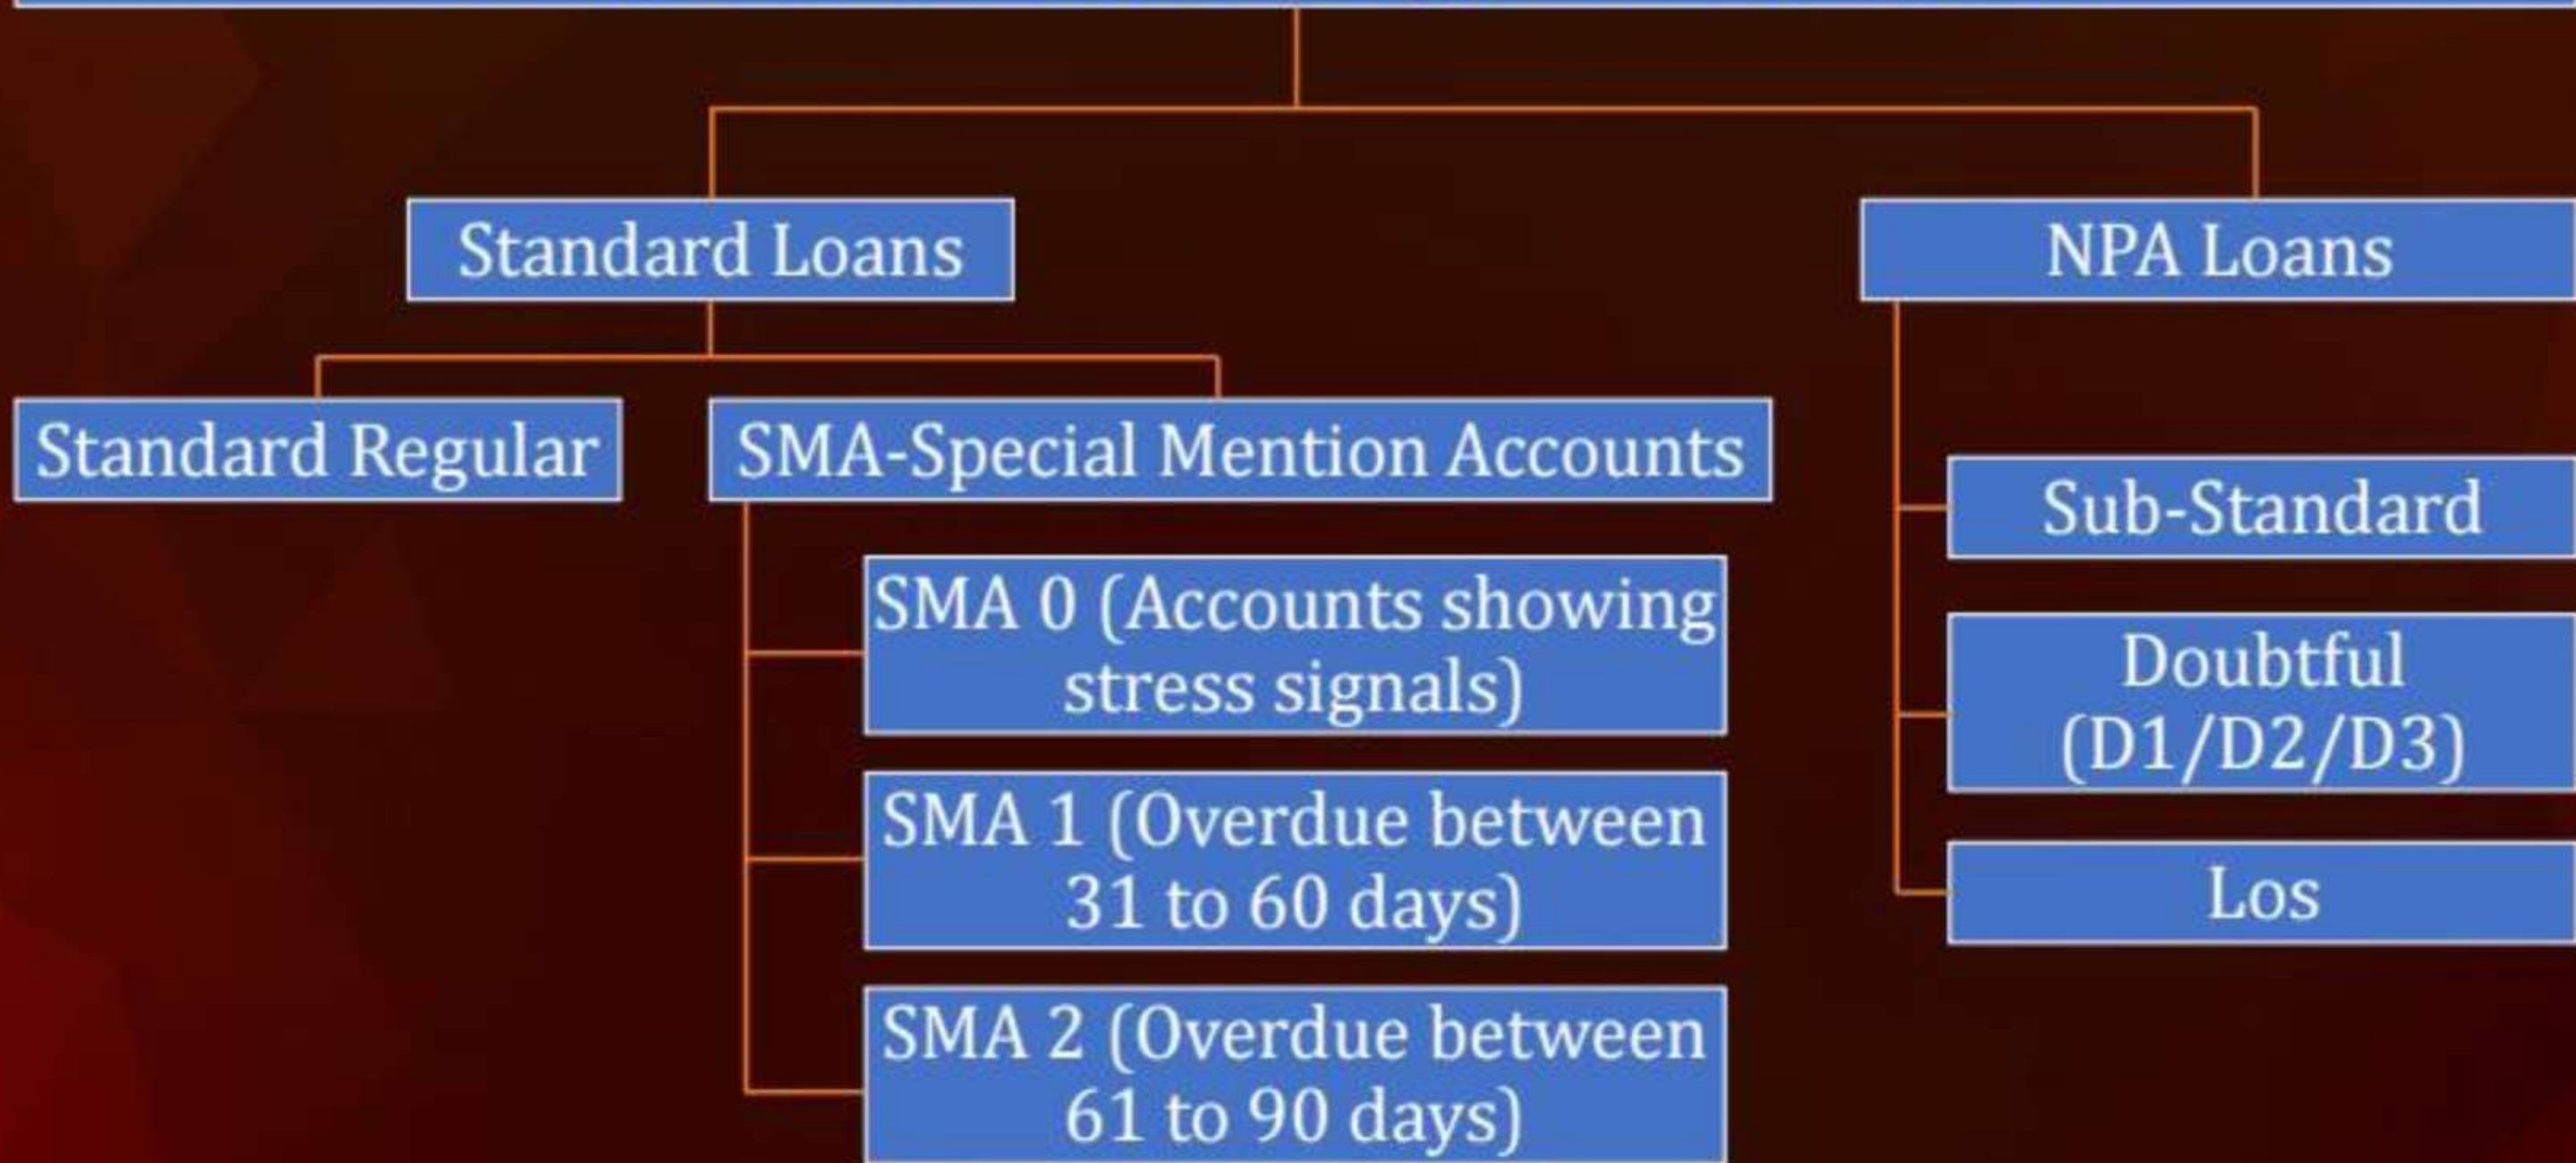 Standard Loans
NPA Loans
Standard Regular
SMA-Special Mention Accounts
SMA 0 (Accounts showing
stress signals)
SMA 1 (Overdue between
31 to 60 days)
SMA 2 (Overdue between
61 to 90 days)
Sub-Standard
Doubtful
(D1/D2/D3)
Los